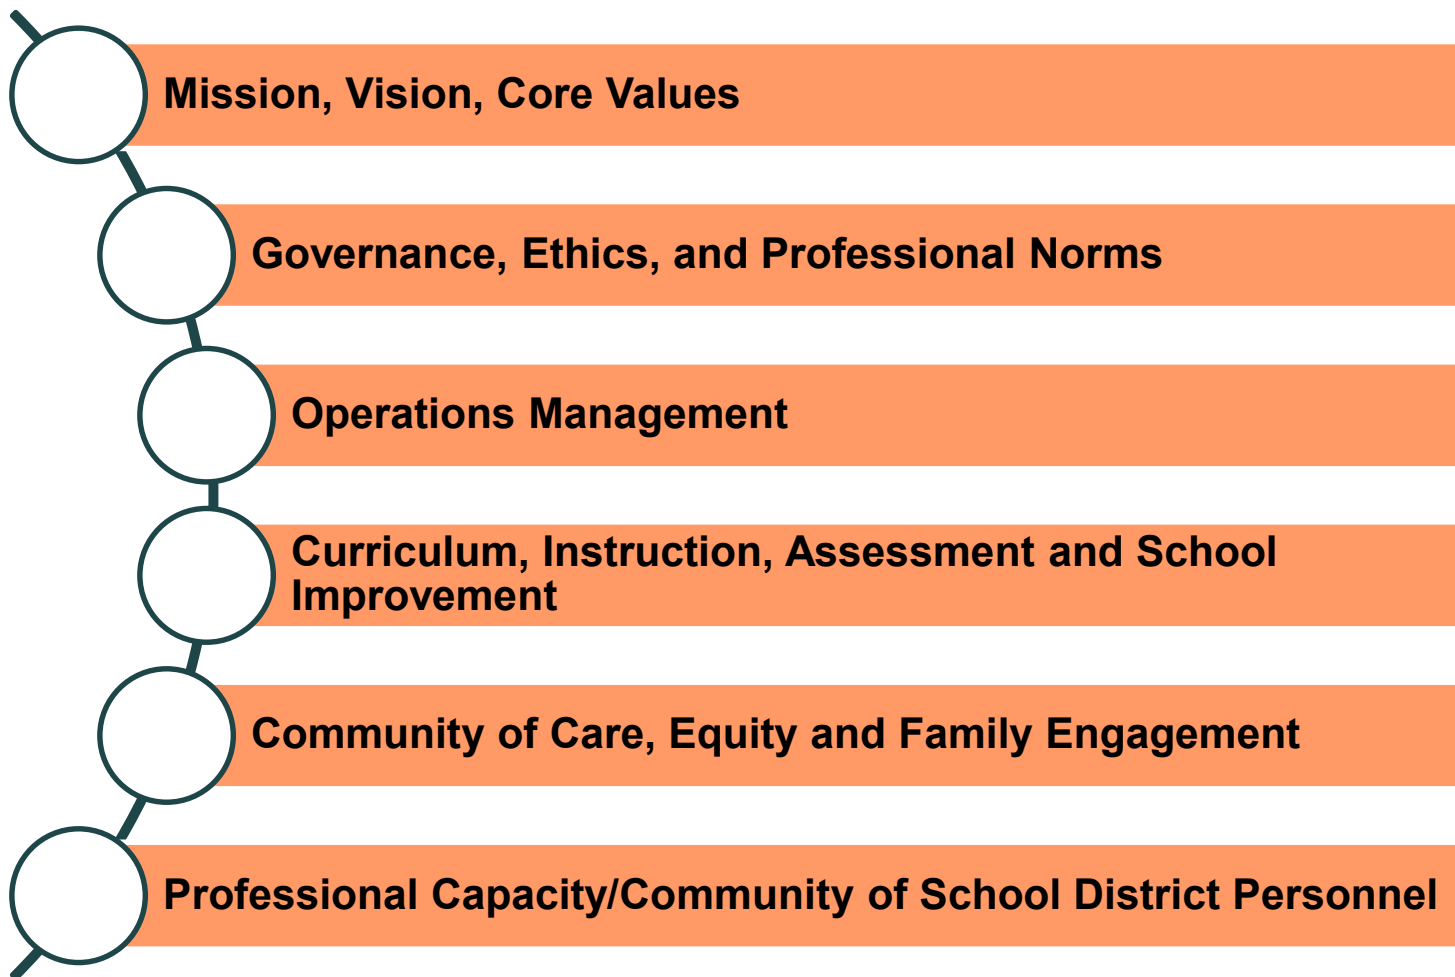 Mission, Vision, Core Values
Governance, Ethics, and Professional Norms
Operations Management
Curriculum, Instruction, Assessment and School
Improvement
Community of Care, Equity and Family Engagement
Professional Capacity/Community of School District Personnel